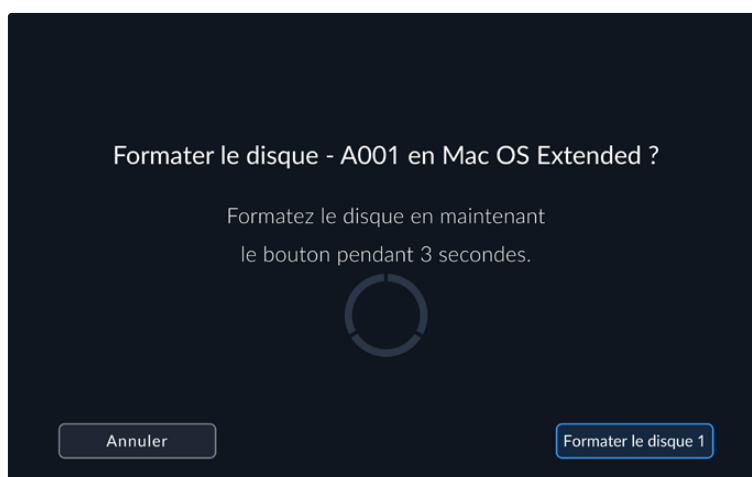 Formater le disque - A001 en Mac OS Extended ?
Formatez le disque en maintenant
le bouton pendant 3 secondes.
Annuler
Formater le disque 1